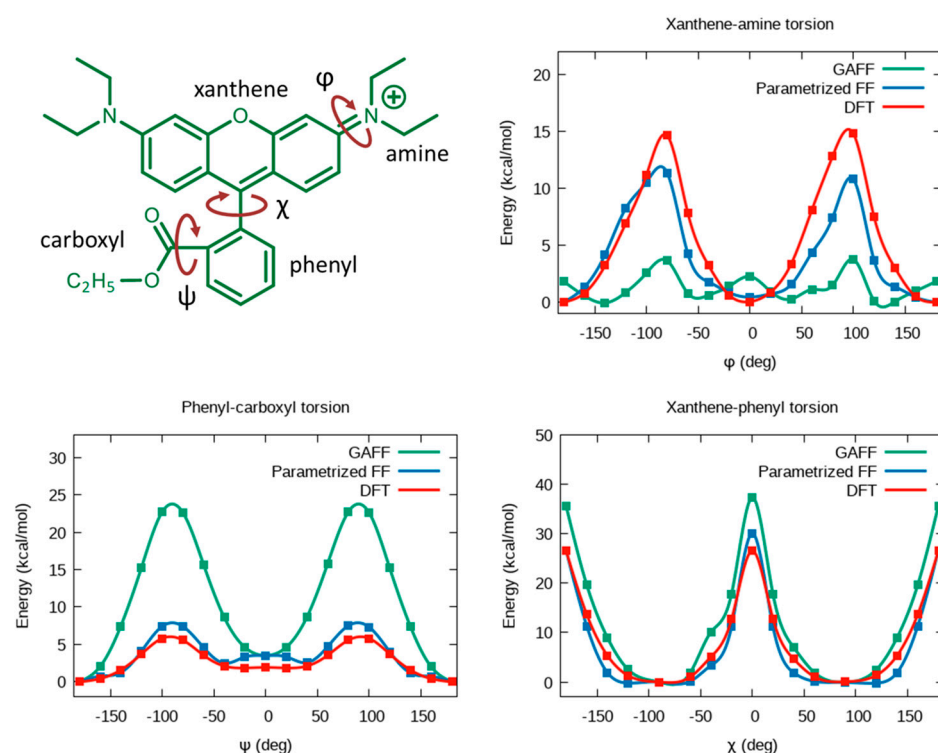 xanthene
φ
N
O
N
⊕
amine
χ
O
carboxyl
phenyl
C2H5
O
ψ
Xanthene-amine torsion
GAFF
Parametrized FF
DFT
Energy (kcal/mol)
20
15
10
5
0
-150 -100 -50 0 50 100 150
φ (deg)
Phenyl-carboxyl torsion
GAFF
Parametrized FF
DFT
Energy (kcal/mol)
30
25
20
15
10
5
0
-150 -100 -50 0 50 100 150
ψ (deg)
Xanthene-phenyl torsion
GAFF
Parametrized FF
DFT
Energy (kcal/mol)
50
40
30
20
10
0
-150 -100 -50 0 50 100 150
χ (deg)